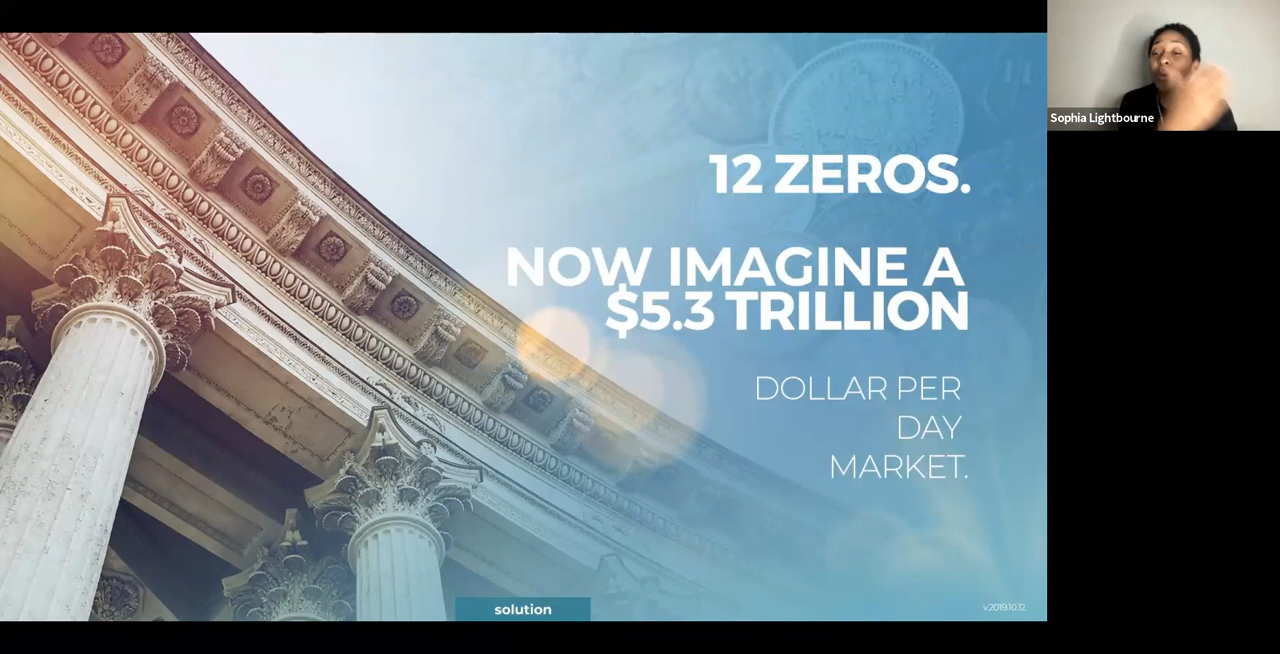 12 ZEROS.
NOW IMAGINE A
$5.3 TRILLION
DOLLAR PER
DAY
MARKET.
solution
v.2019.10.12
Sophia Lightbourne